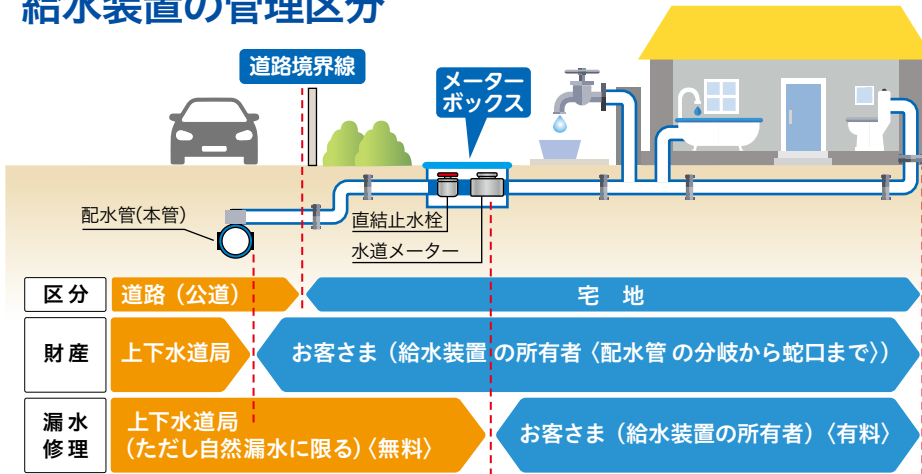 給水装置の管理区分
道路境界線
メーター
ボックス
配水管(本管)
直結止水栓
水道メーター
区分
道路（公道）
宅 地
財産
上下水道局
お客さま（給水装置の所有者〈配水管の分岐から蛇口まで〉）
漏水
修理
上下水道局
（ただし自然漏水に限る）〈無料〉
お客さま（給水装置の所有者）〈有料〉